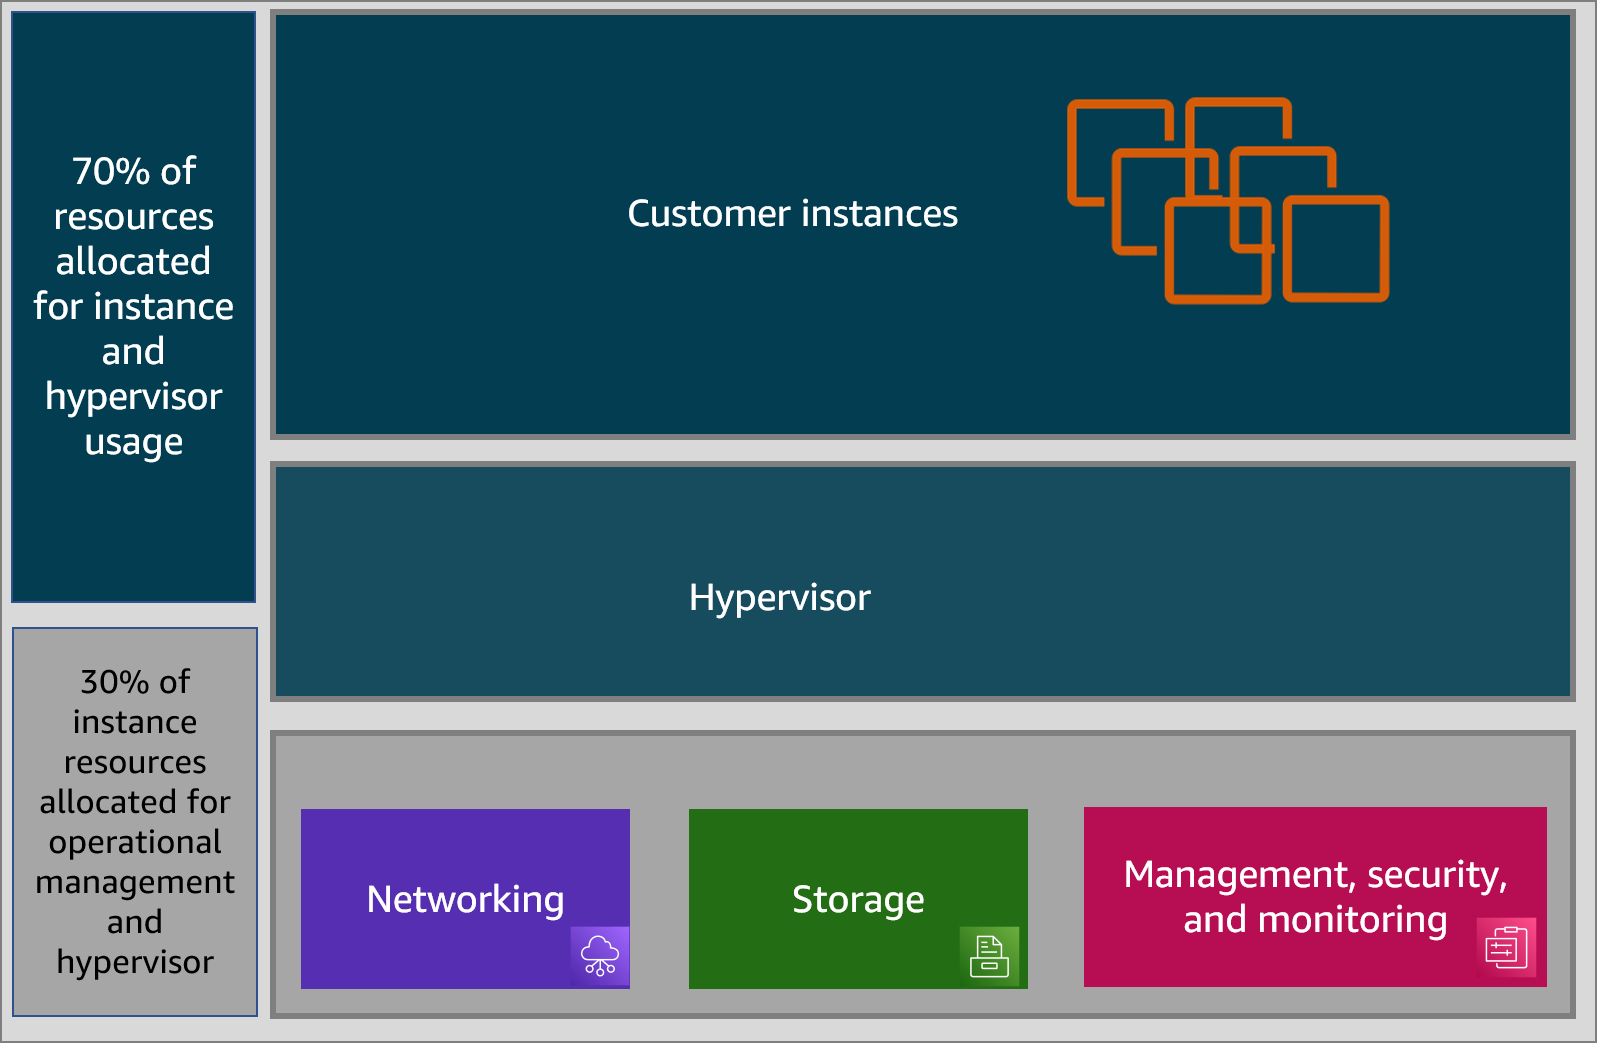 70% of
resources
allocated
for instance
and
hypervisor
usage
Customer instances
Hypervisor
30% of
instance
resources
allocated for
operational
management
and
hypervisor
Networking
Storage
Management, security,
and monitoring